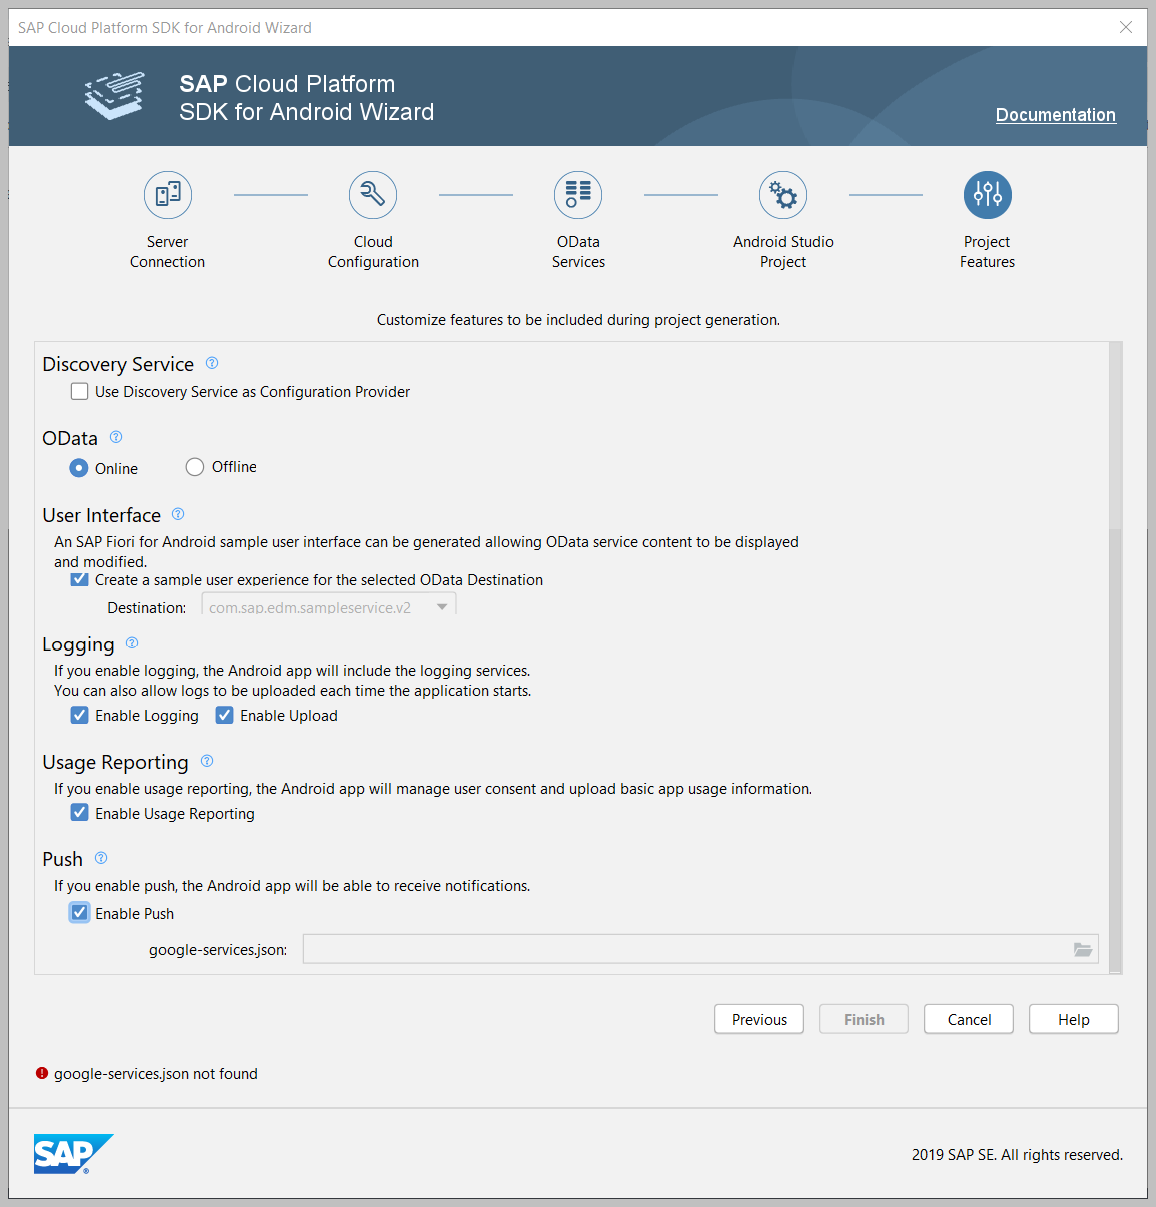 SAP Cloud Platform SDK for Android Wizard
SAP Cloud Platform
SDK for Android Wizard
Documentation
Server
Connection
Cloud
Configuration
OData
Services
Android Studio
Project
Project
Features
Customize features to be included during project generation.
Discovery Service
Use Discovery Service as Configuration Provider
OData
Online
Offline
User Interface
An SAP Fiori for Android sample user interface can be generated allowing OData service content to be displayed
and modified.
Create a sample user experience for the selected OData Destination
Destination: com.sap.edm.sampleservice.v2
Logging
If you enable logging, the Android app will include the logging services.
You can also allow logs to be uploaded each time the application starts.
Enable Logging
Enable Upload
Usage Reporting
If you enable usage reporting, the Android app will manage user consent and upload basic app usage information.
Enable Usage Reporting
Push
If you enable push, the Android app will be able to receive notifications.
Enable Push
google-services.json:
Previous
Finish
Cancel
Help
google-services.json not found
SAP
2019 SAP SE. All rights reserved.